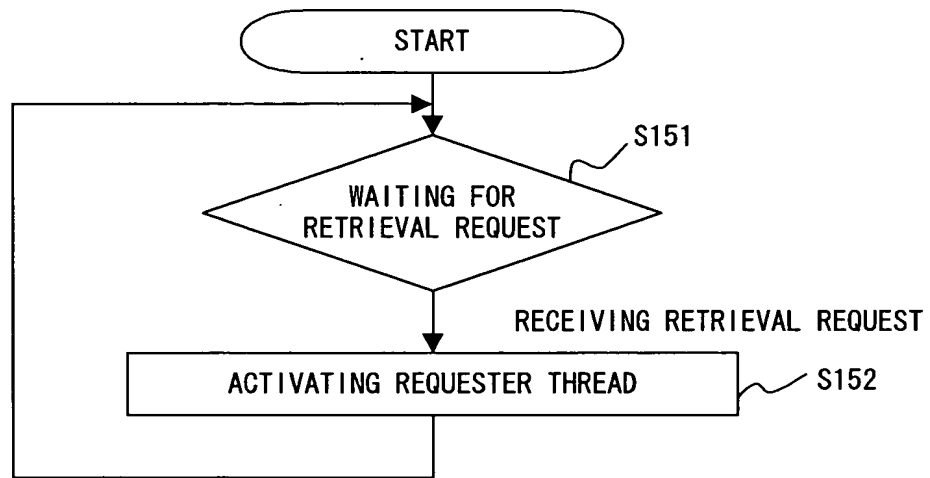 START
S151
WAITING FOR
RETRIEVAL REQUEST
RECEIVING RETRIEVAL REQUEST
ACTIVATING REQUESTER THREAD
S152